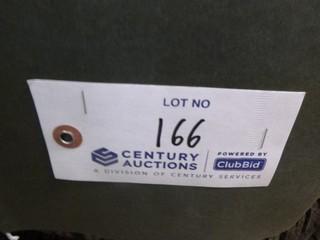 LOT NO
166
CENTURY AUCTIONS
POWERED BY
ClubBid
A DIVISION OF CENTURY SERVICES